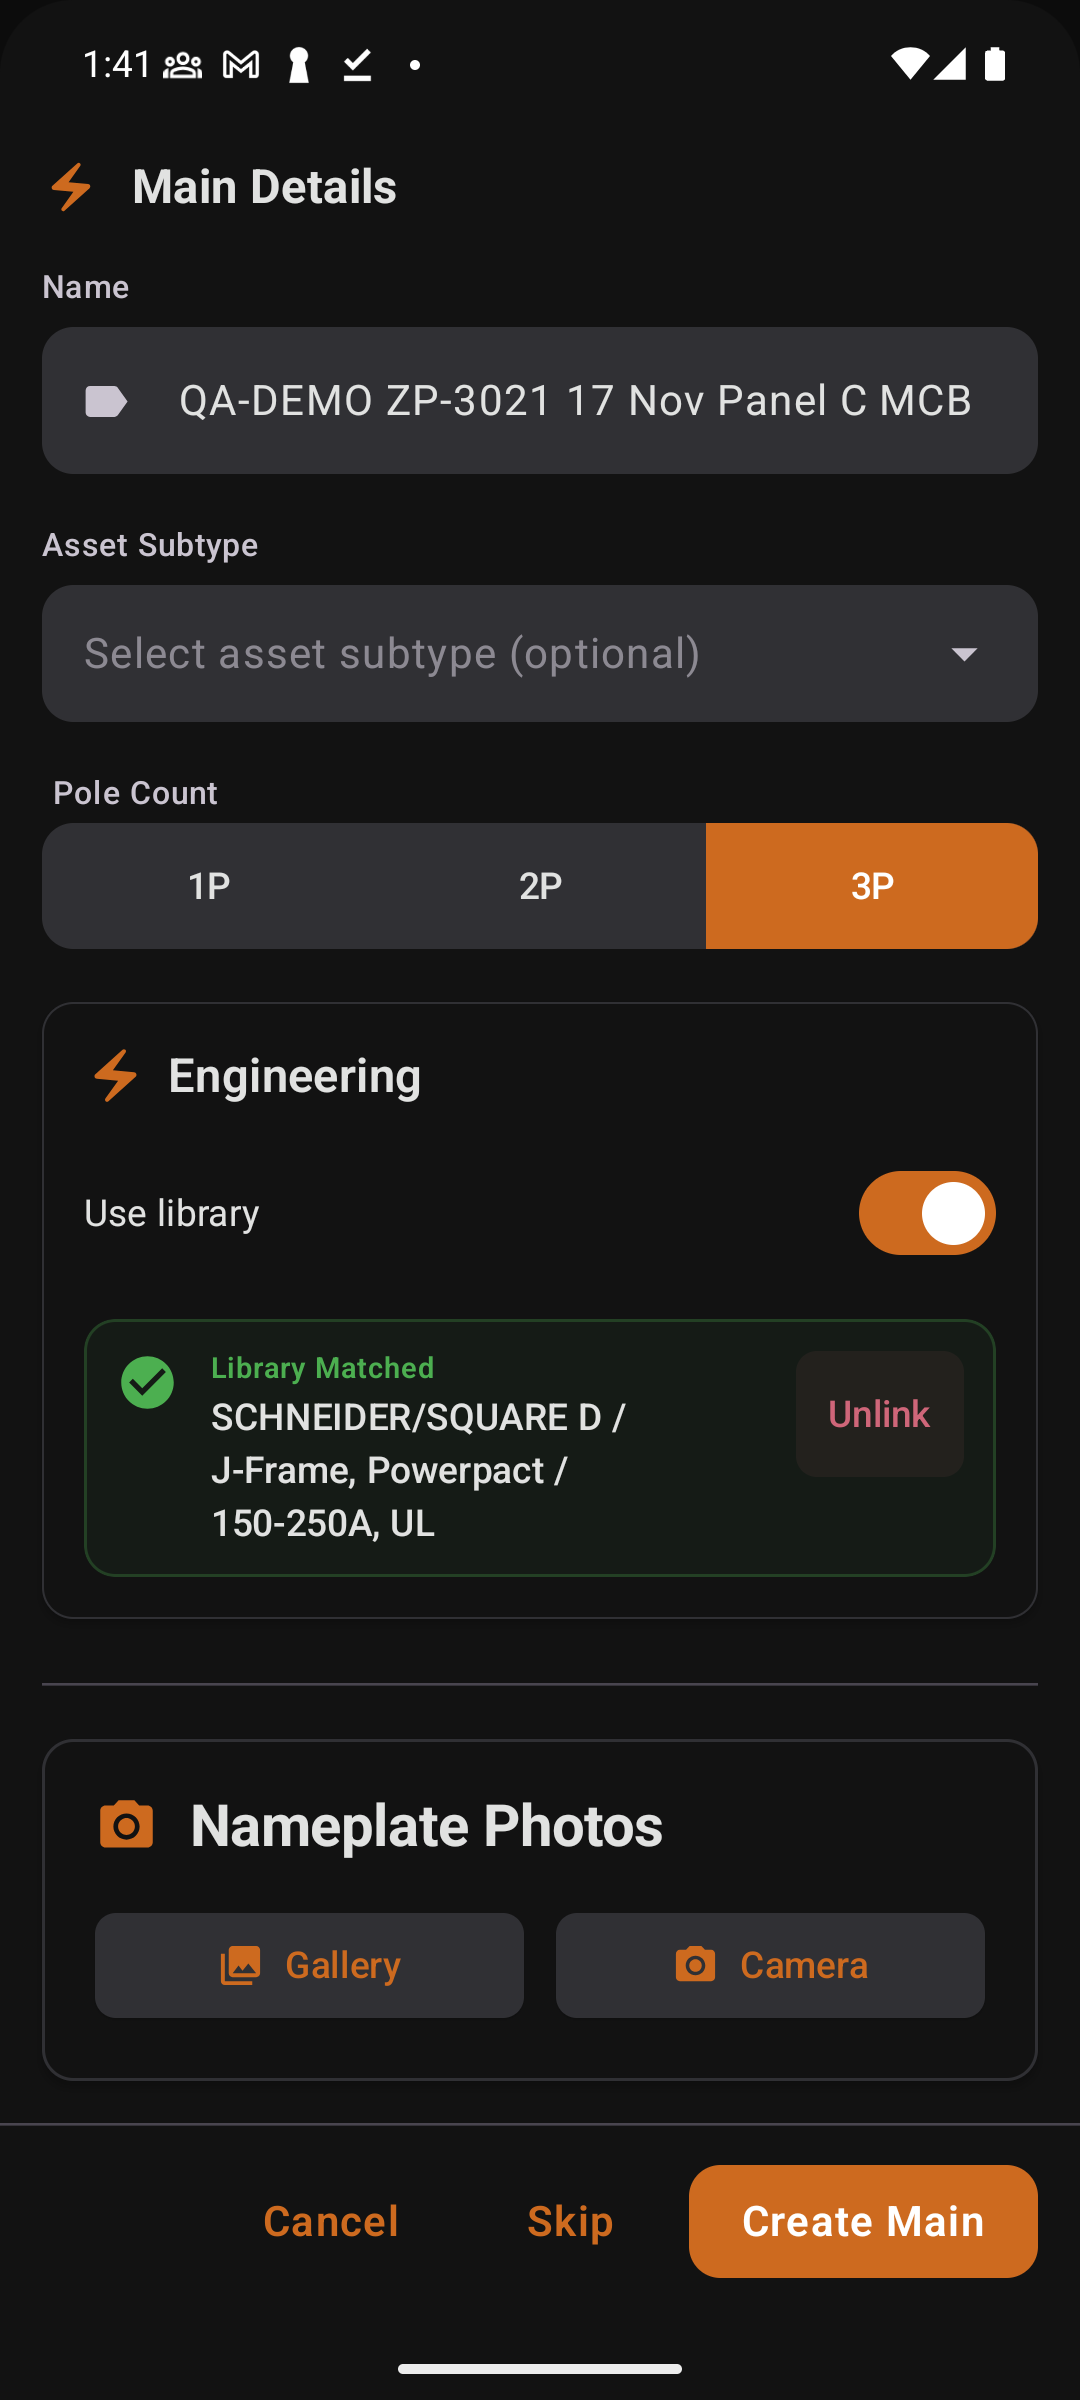 1:41
Main Details
Name
QA-DEMO ZP-3021 17 Nov Panel C MCB
Asset Subtype
Select asset subtype (optional)
Pole Count
1P
2P
3P
Engineering
Use library
Library Matched
SCHNEIDER/SQUARE D /
J-Frame, Powerpact /
150-250A, UL
Unlink
Nameplate Photos
Gallery
Camera
Cancel
Skip
Create Main